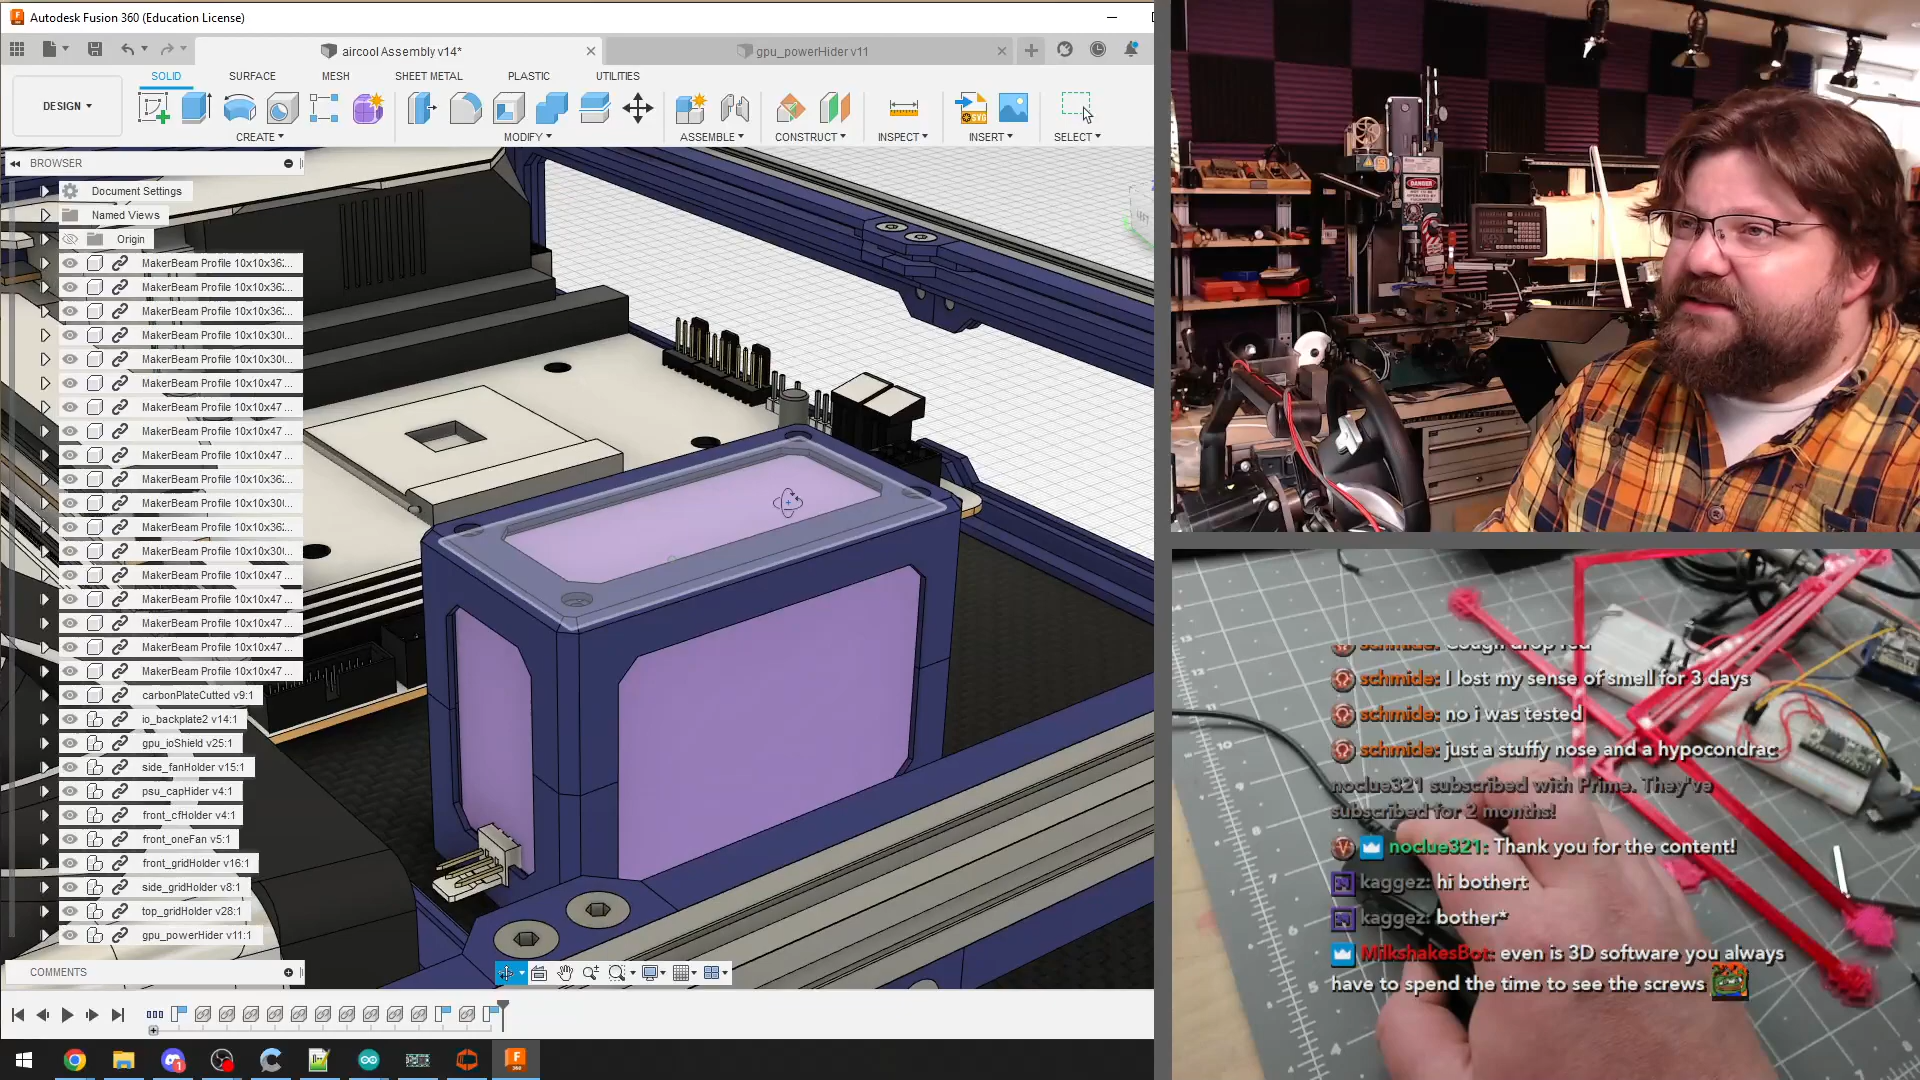 Autodesk Fusion 360 (Education License)
aircool Assembly v14*
gpu_powerHider v11
SOLID
SURFACE
MESH
SHEET METAL
PLASTIC
UTILITIES
DESIGN
CREATE
MODIFY
ASSEMBLE
CONSTRUCT
INSPECT
INSERT
SELECT
BROWSER
Document Settings
Named Views
Origin
MakerBeam Profile 10x10x36...
MakerBeam Profile 10x10x36...
MakerBeam Profile 10x10x36...
MakerBeam Profile 10x10x30(...
MakerBeam Profile 10x10x30(...
MakerBeam Profile 10x10x47 ...
MakerBeam Profile 10x10x47 ...
MakerBeam Profile 10x10x47 ...
MakerBeam Profile 10x10x47 ...
MakerBeam Profile 10x10x36...
MakerBeam Profile 10x10x30(...
MakerBeam Profile 10x10x36...
MakerBeam Profile 10x10x30(...
MakerBeam Profile 10x10x47 ...
MakerBeam Profile 10x10x47 ...
MakerBeam Profile 10x10x47 ...
MakerBeam Profile 10x10x47 ...
MakerBeam Profile 10x10x47 ...
carbonPlateCutted v9:1
io_backplate2 v14:1
gpu_ioShield v25:1
side_fanHolder v15:1
psu_capHider v4:1
front_cfHolder v4:1
front_oneFan v5:1
front_gridHolder v16:1
side_gridHolder v8:1
top_gridHolder v28:1
gpu_powerHider v11:1
COMMENTS
LEFT
DANGER
schmide: I lost my sense of smell for 3 days
schmide: no i was tested
schmide: just a stuffy nose and a hypocondrac
noclue321 subscribed with Prime. They've
subscribed for 2 months!
noclue321: Thank you for the content!
kaggez: hi bothert
kaggez: bother*
MilkshakesBot: even is 3D software you always
have to spend the time to see the screws